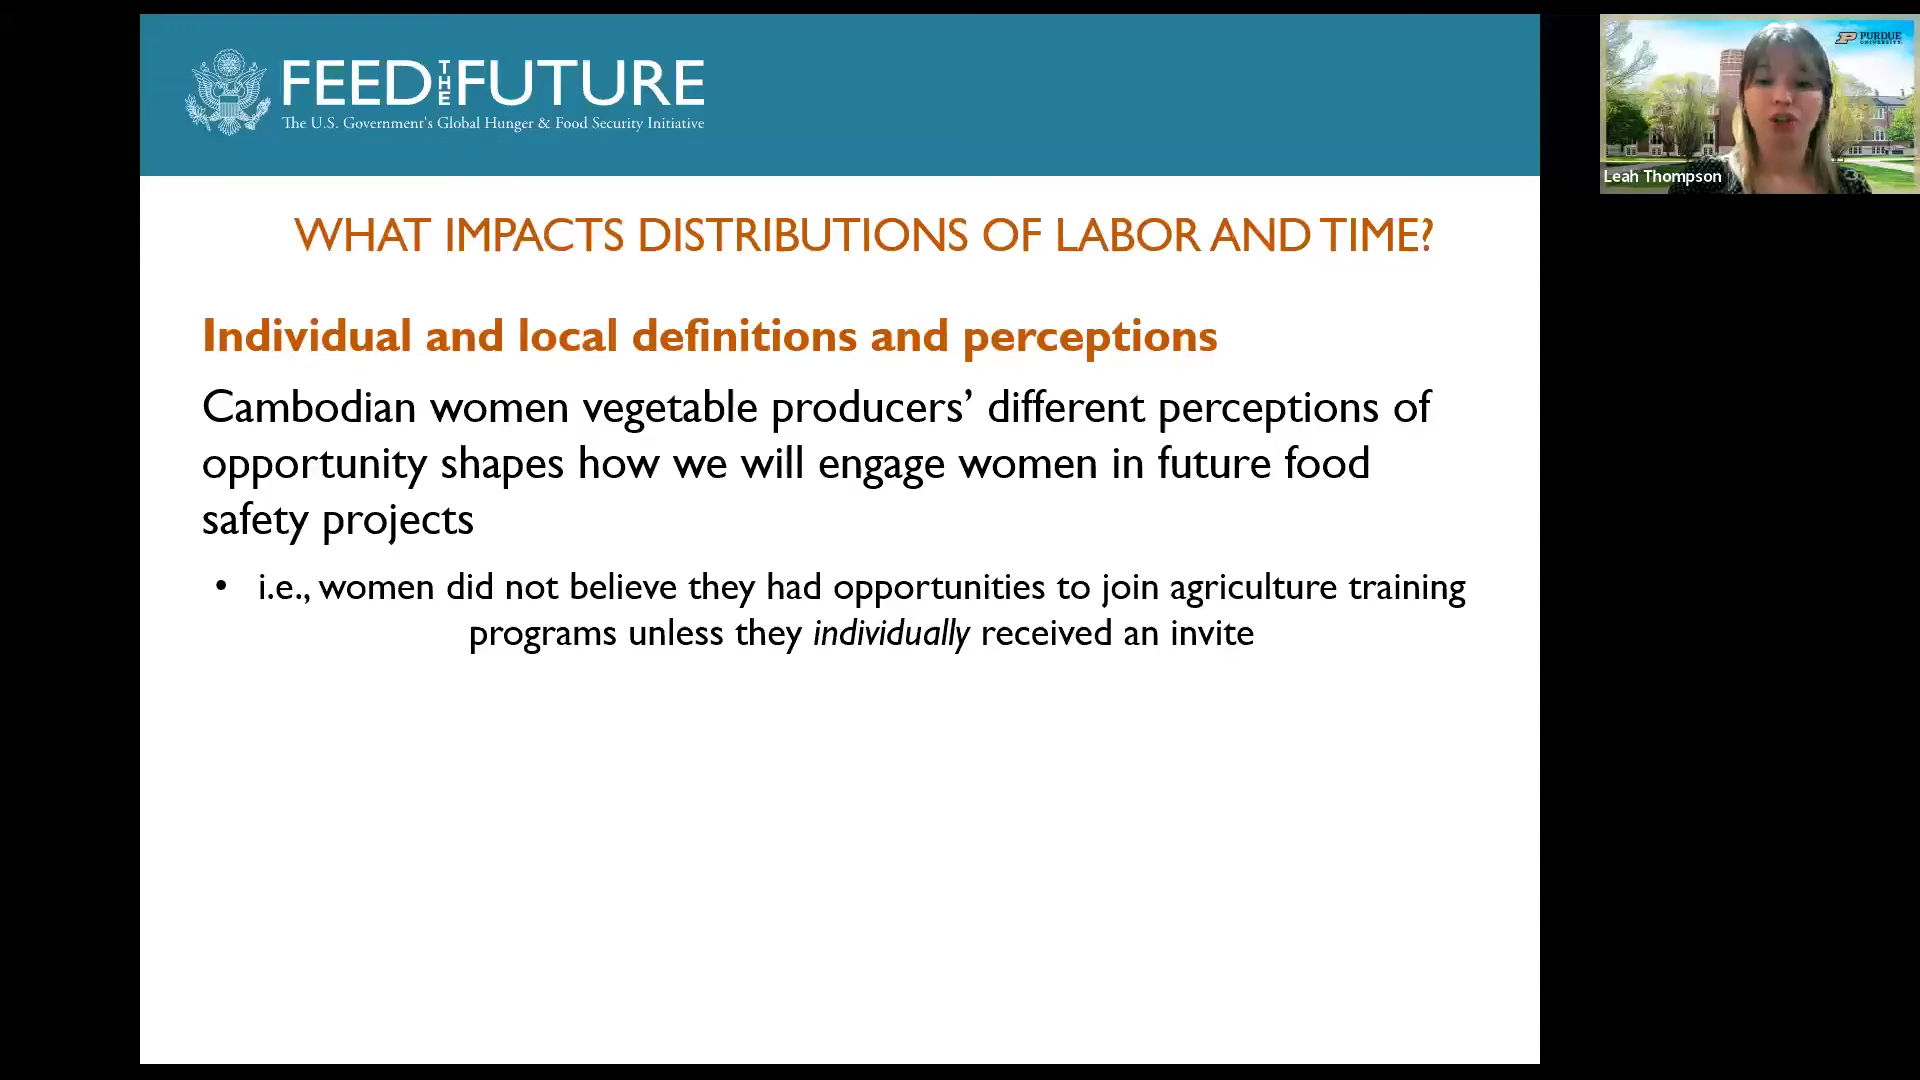 FEED THE FUTURE
The U.S. Government's Global Hunger & Food Security Initiative
PURDUE
UNIVERSITY
Leah Thompson
WHAT IMPACTS DISTRIBUTIONS OF LABOR AND TIME?
Individual and local definitions and perceptions
Cambodian women vegetable producers’ different perceptions of
opportunity shapes how we will engage women in future food
safety projects
• i.e., women did not believe they had opportunities to join agriculture training
programs unless they individually received an invite